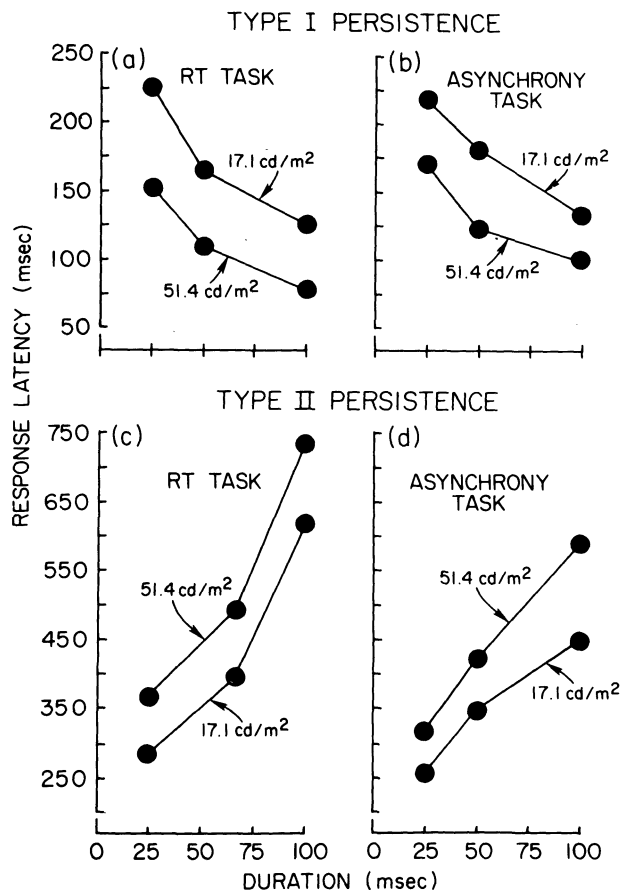 TYPE I PERSISTENCE
250
200
150
100
50
(a)
RT TASK
17.1 cd/m²
51.4 cd/m²
(b)
ASYNCHRONY
TASK
17.1 cd/m²
51.4 cd/m²
RESPONSE LATENCY (msec)
TYPE II PERSISTENCE
750
650
550
450
350
250
(c)
RT TASK
51.4 cd/m²
17.1 cd/m²
(d)
ASYNCHRONY
TASK
51.4 cd/m²
17.1 cd/m²
0 25 50 75 100
0 25 50 75 100
DURATION (msec)